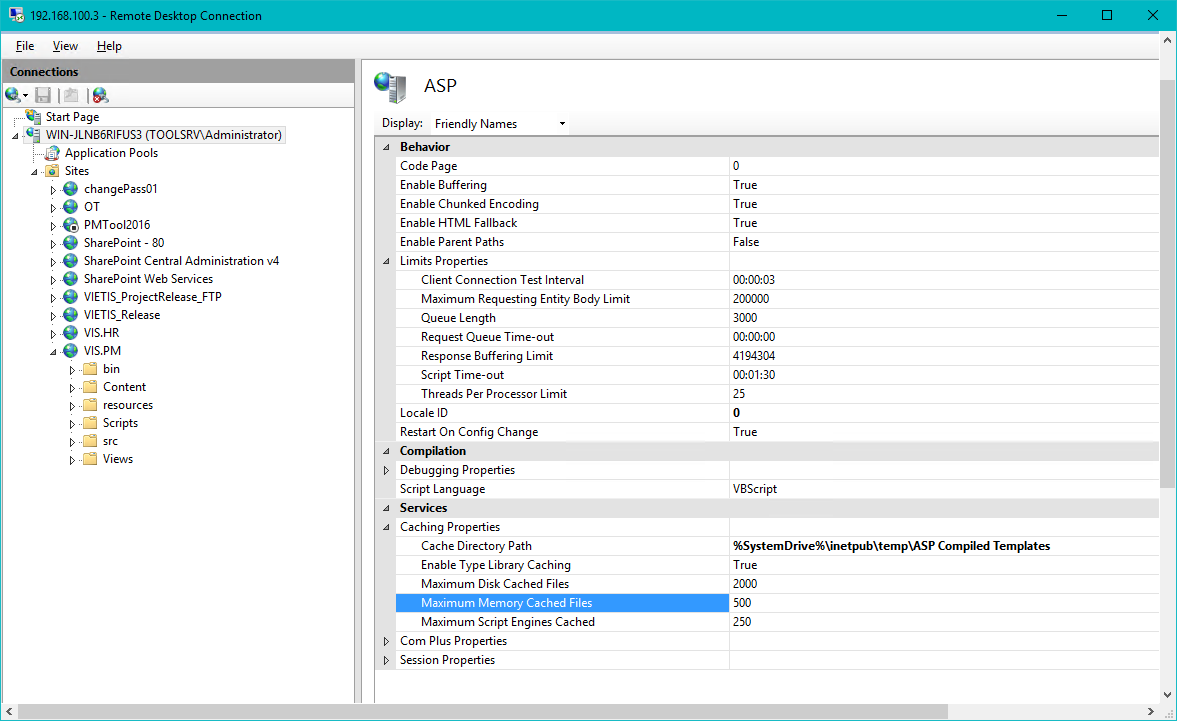 192.168.100.3 - Remote Desktop Connection
File View Help
Connections
Start Page
WIN-JLNB6RIFUS3 (TOOLSRV\Administrator)
Application Pools
Sites
changePass01
OT
PMTool2016
SharePoint - 80
SharePoint Central Administration v4
SharePoint Web Services
VIETIS_ProjectRelease_FTP
VIETIS_Release
VIS.HR
VIS.PM
bin
Content
resources
Scripts
src
Views
ASP
Display: Friendly Names
Behavior
Code Page 0
Enable Buffering True
Enable Chunked Encoding True
Enable HTML Fallback True
Enable Parent Paths False
Limits Properties
Client Connection Test Interval 00:00:03
Maximum Requesting Entity Body Limit 200000
Queue Length 3000
Request Queue Time-out 00:00:00
Response Buffering Limit 4194304
Script Time-out 00:01:30
Threads Per Processor Limit 25
Locale ID 0
Restart On Config Change True
Compilation
Debugging Properties
Script Language VBScript
Services
Caching Properties
Cache Directory Path %SystemDrive%\inetpub\temp\ASP Compiled Templates
Enable Type Library Caching True
Maximum Disk Cached Files 2000
Maximum Memory Cached Files 500
Maximum Script Engines Cached 250
Com Plus Properties
Session Properties